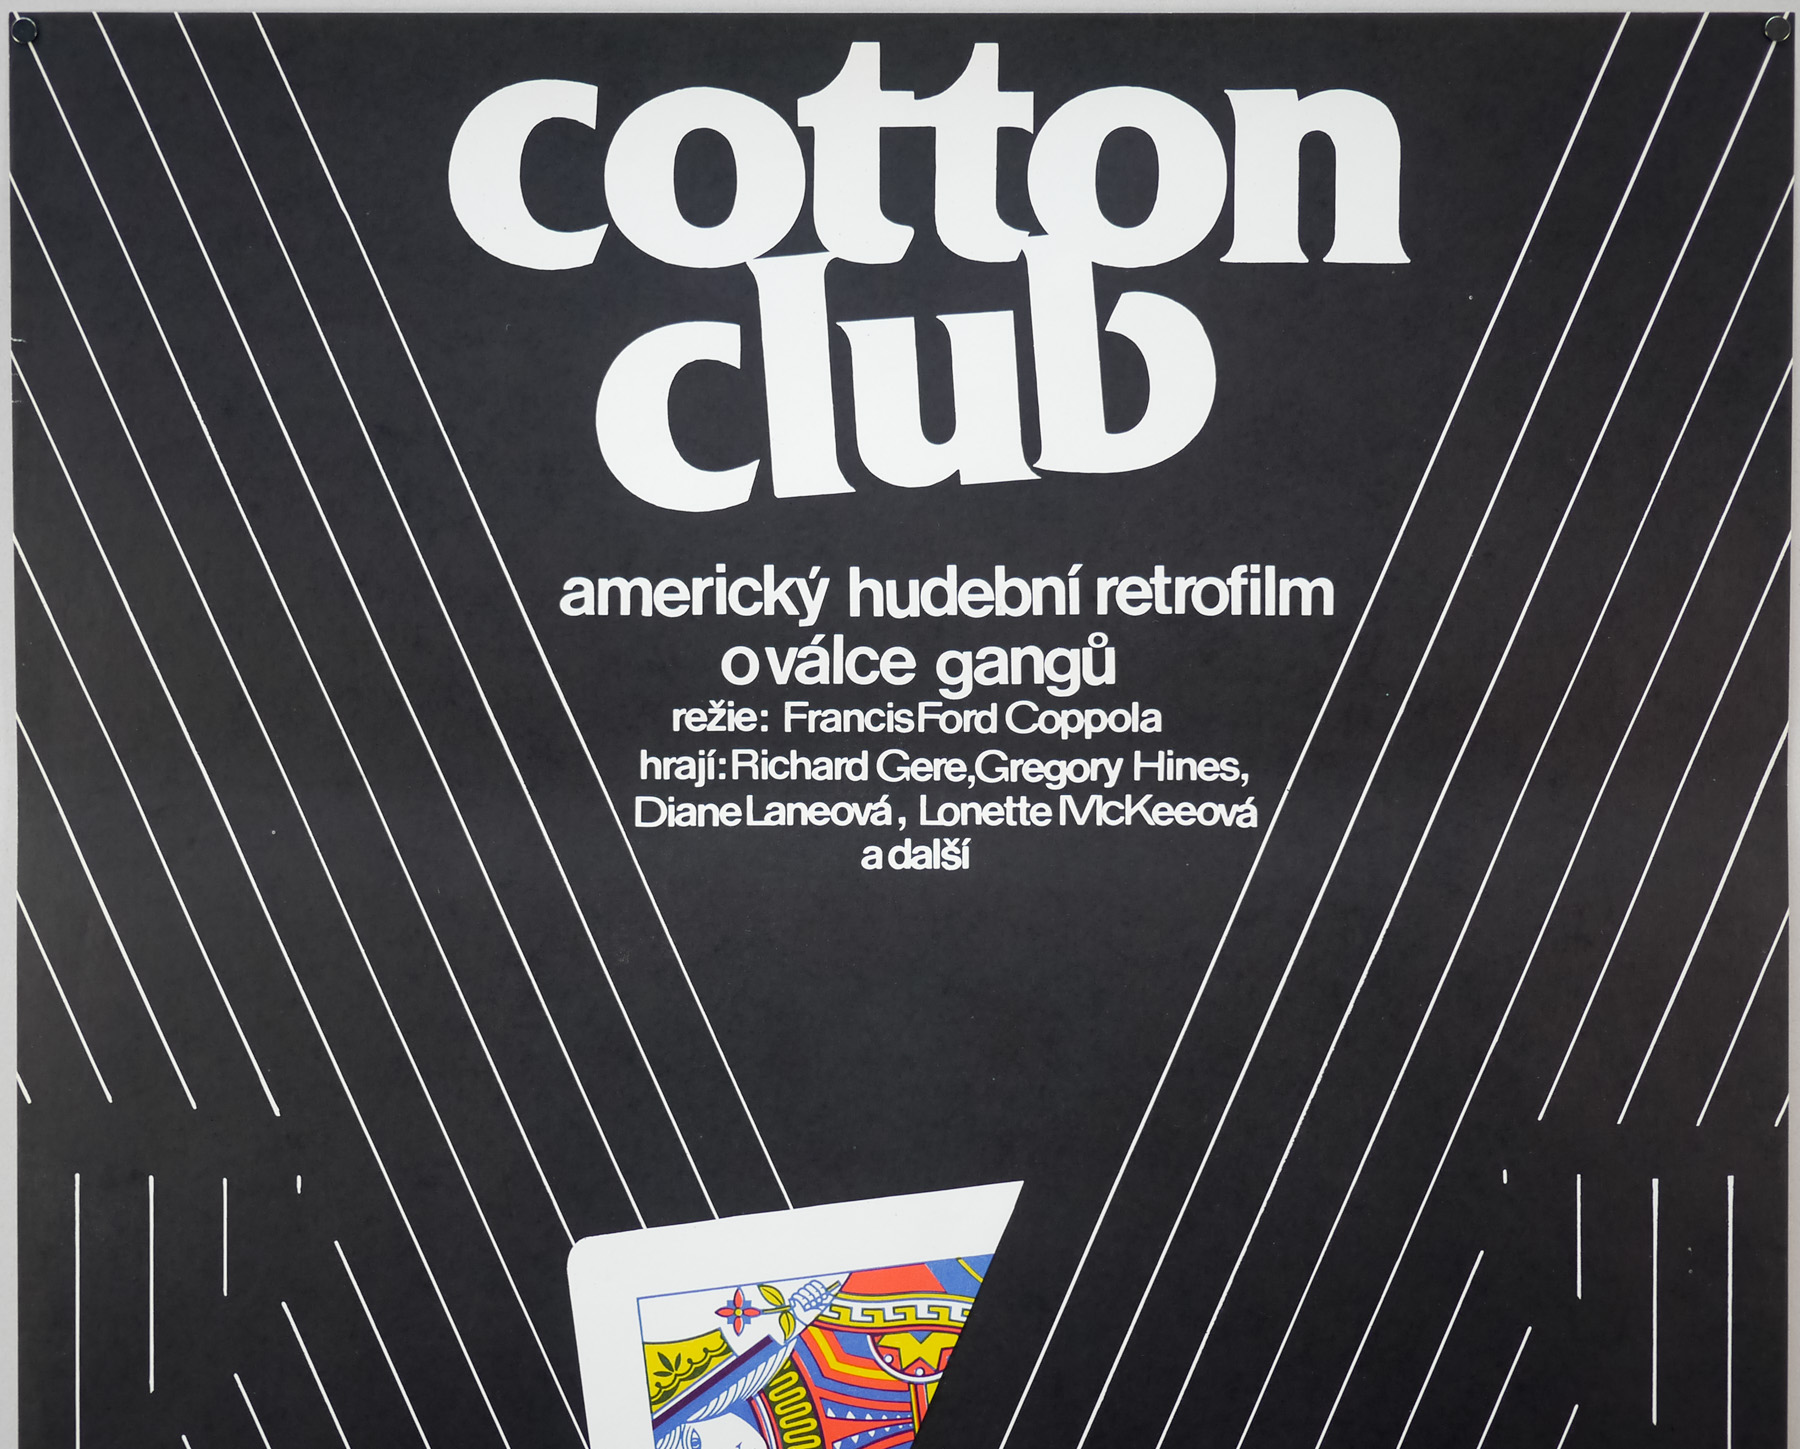 cotton
club
americký hudební retrofilm
o válce gangů
režie: Francis Ford Coppola
hrají: Richard Gere, Gregory Hines,
Diane Laneová, Lonette McKeeová
a další